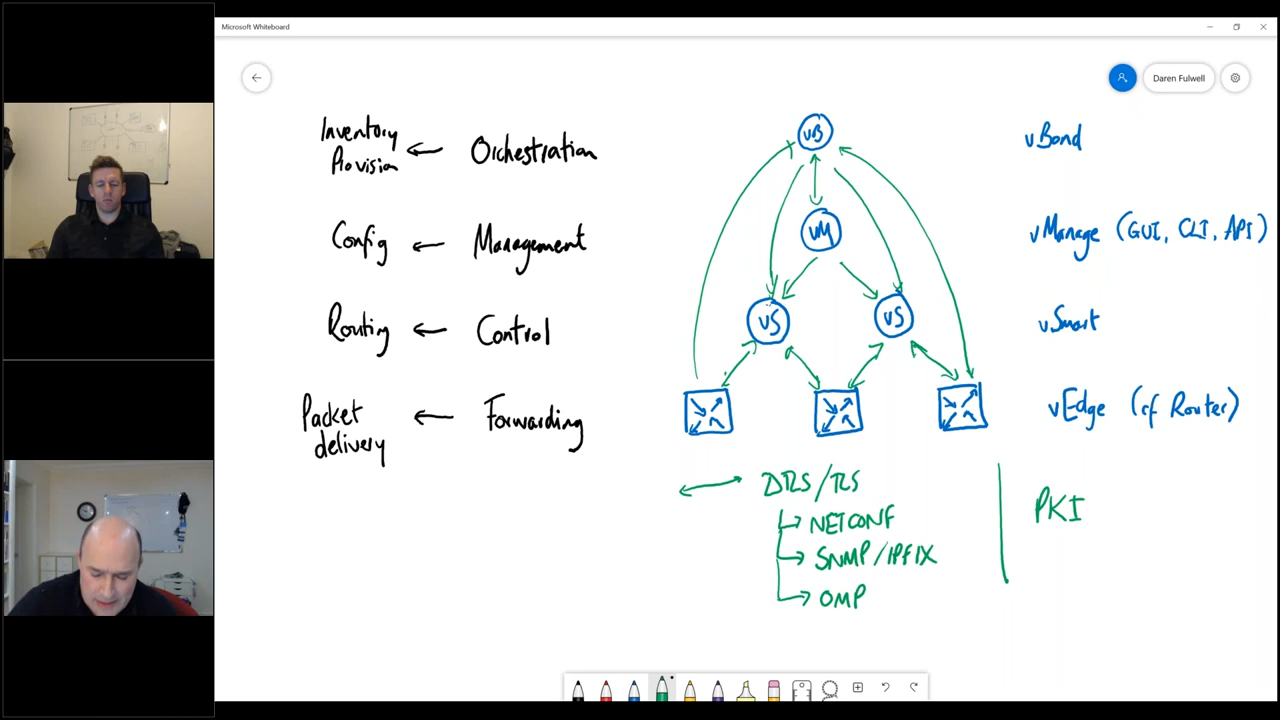 Microsoft Whiteboard
Daren Fulwell
Inventory
Provision
Orchestration
vB
vBond
Config
Management
vM
vManage (GUI, CLI, API)
Routing
Control
vS
vS
vSmart
Packet
delivery
Forwarding
vEdge (cf Router)
DTLS/TLS
NETCONF
SNMP/IPFIX
OMP
PKI